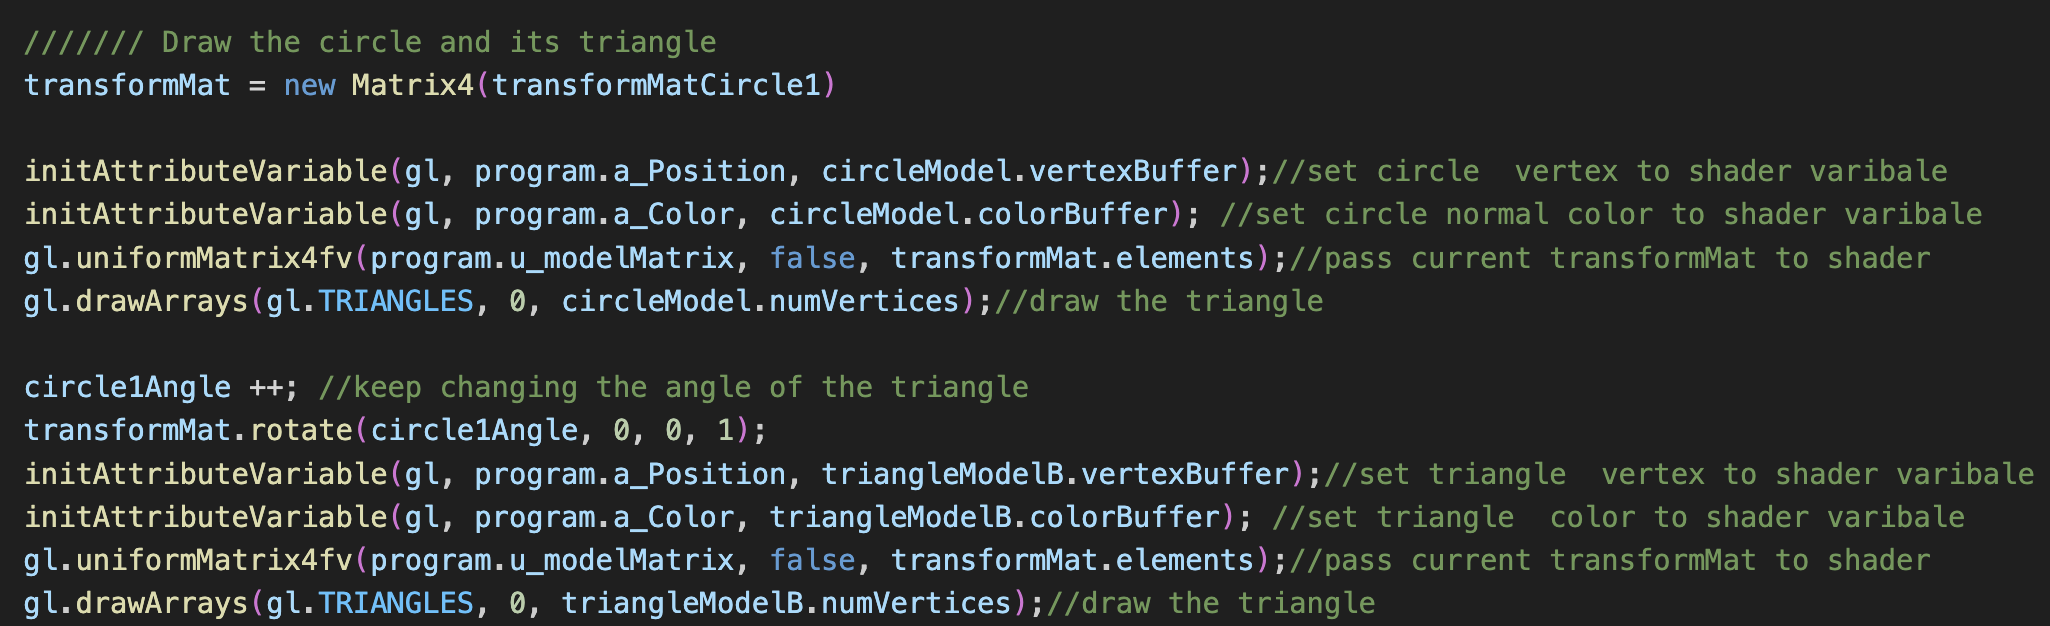 /////// Draw the circle and its triangle
transformMat = new Matrix4(transformMatCircle1)
initAttributeVariable(gl, program.a_Position, circleModel.vertexBuffer);//set circle  vertex to shader varibale
initAttributeVariable(gl, program.a_Color, circleModel.colorBuffer); //set circle normal color to shader varibale
gl.uniformMatrix4fv(program.u_modelMatrix, false, transformMat.elements);//pass current transformMat to shader
gl.drawArrays(gl.TRIANGLES, 0, circleModel.numVertices);//draw the triangle
circle1Angle ++; //keep changing the angle of the triangle
transformMat.rotate(circle1Angle, 0, 0, 1);
initAttributeVariable(gl, program.a_Position, triangleModelB.vertexBuffer);//set triangle  vertex to shader varibale
initAttributeVariable(gl, program.a_Color, triangleModelB.colorBuffer); //set triangle  color to shader varibale
gl.uniformMatrix4fv(program.u_modelMatrix, false, transformMat.elements);//pass current transformMat to shader
gl.drawArrays(gl.TRIANGLES, 0, triangleModelB.numVertices);//draw the triangle